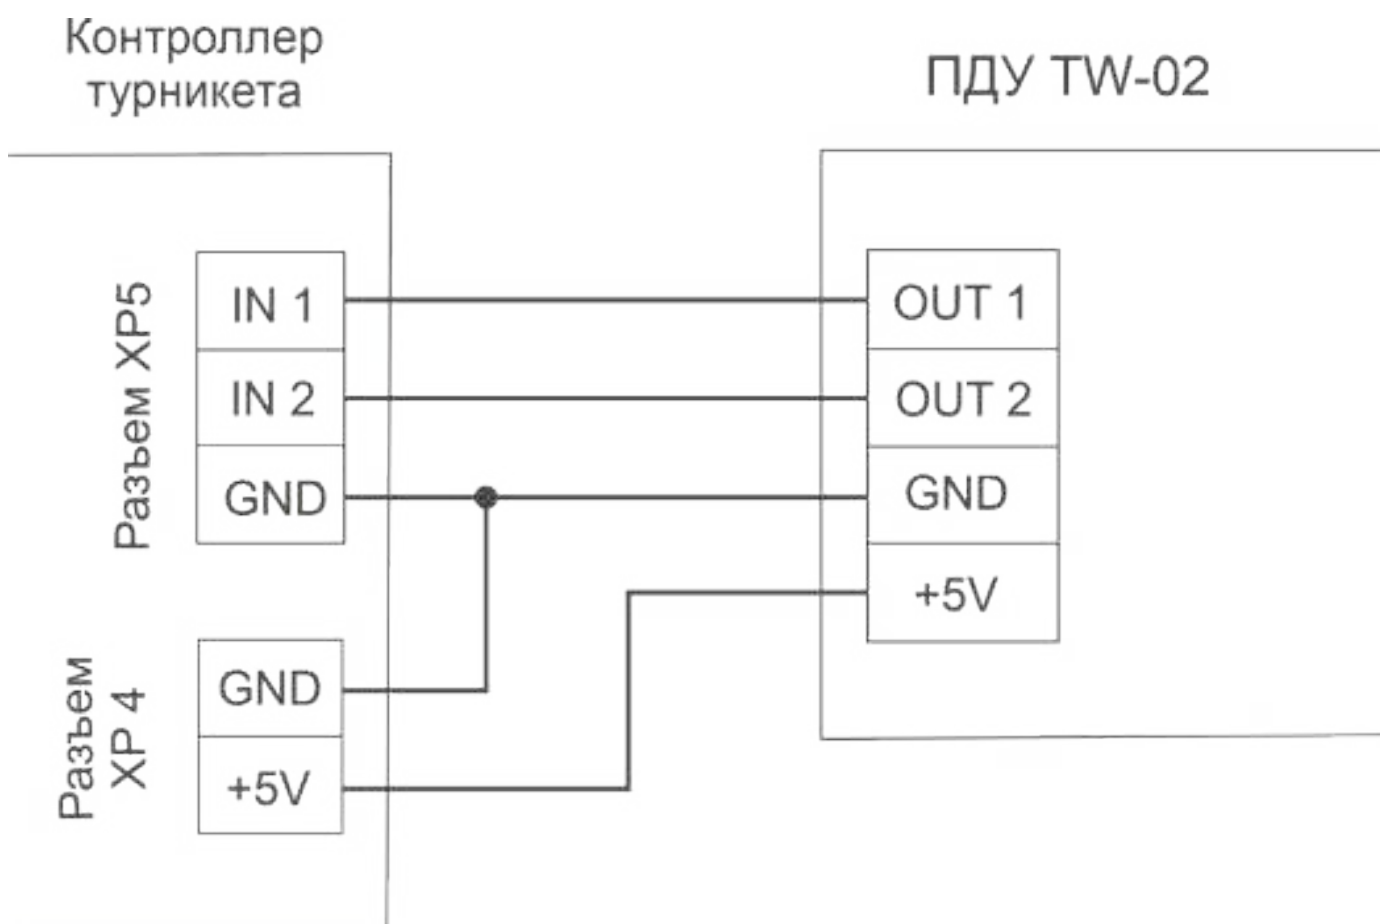 Контроллер
турникета
ПДУ TW-02
Разъем XP5
IN 1
IN 2
GND
OUT 1
OUT 2
GND
+5V
Разъем
XP 4
GND
+5V